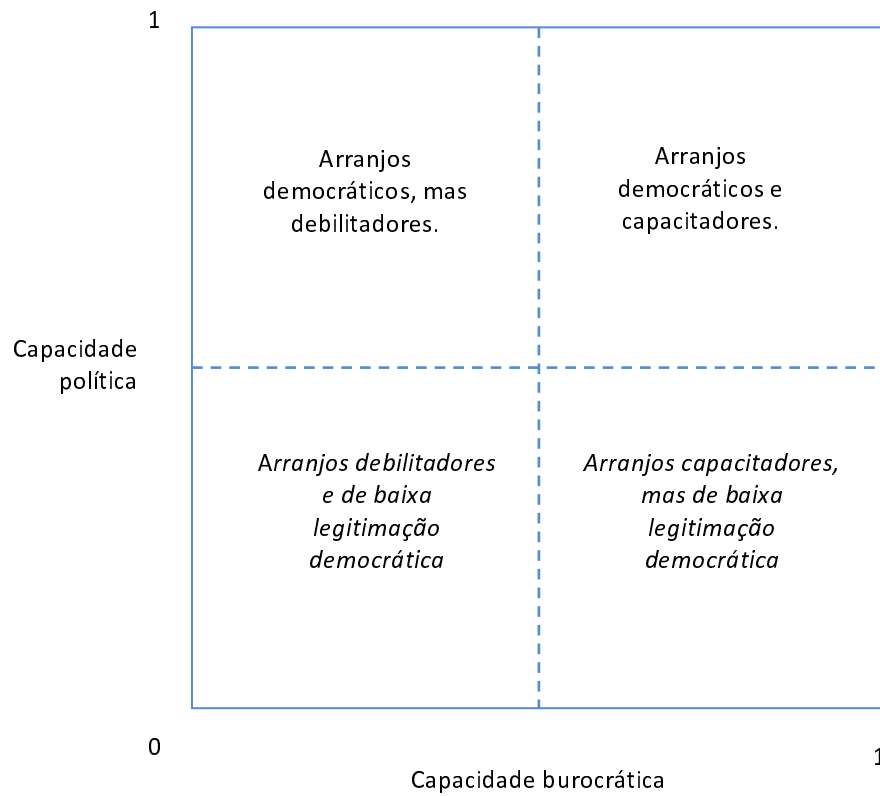 1
Arranjos
democráticos, mas
debilitadores.
Arranjos
democráticos e
capacitadores.
Capacidade
política
Arranjos debilitadores
e de baixa
legitimação
democrática
Arranjos capacitadores,
mas de baixa
legitimação
democrática
0
1
Capacidade burocrática